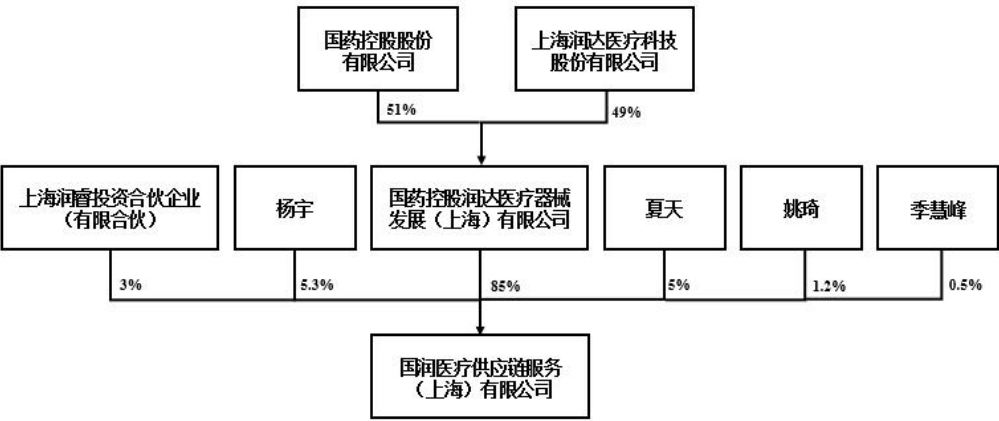 国药控股股份
有限公司
上海润达医疗科技
股份有限公司
51%
49%
上海润睿投资合伙企业
（有限合伙）
杨宇
国药控股润达医疗器械
发展（上海）有限公司
夏天
姚琦
季慧峰
3%
5.3%
85%
5%
1.2%
0.5%
国润医疗供应链服务
（上海）有限公司